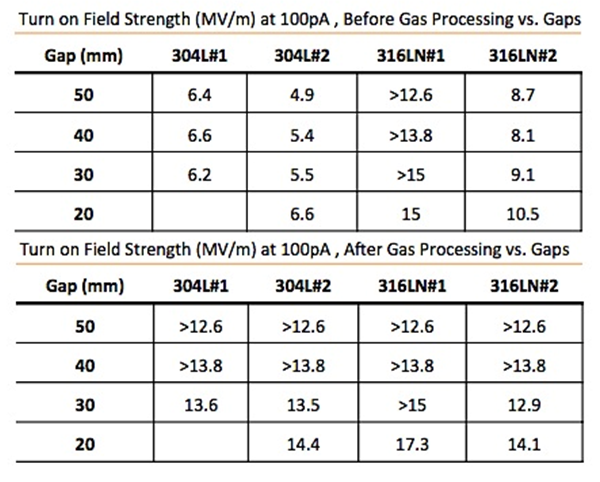 Turn on Field Strength (MV/m) at 100pA , Before Gas Processing vs. Gaps
Gap (mm) 304L#1 304L#2 316LN#1 316LN#2
50 6.4 4.9 >12.6 8.7
40 6.6 5.4 >13.8 8.1
30 6.2 5.5 >15 9.1
20 6.6 15 10.5
Turn on Field Strength (MV/m) at 100pA , After Gas Processing vs. Gaps
Gap (mm) 304L#1 304L#2 316LN#1 316LN#2
50 >12.6 >12.6 >12.6 >12.6
40 >13.8 >13.8 >13.8 >13.8
30 13.6 13.5 >15 12.9
20 14.4 17.3 14.1